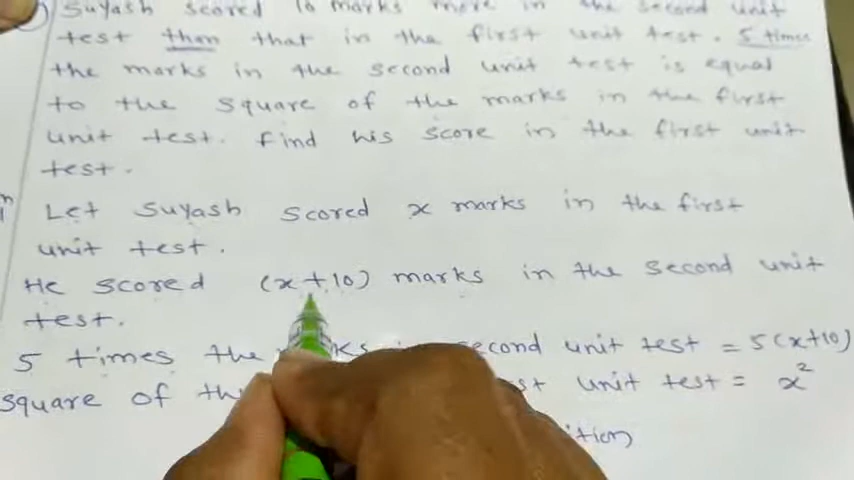 Suyash scored 10 marks more in the second unit
test than that in the first unit test. 5 times
the marks in the second unit test is equal
to the square of the marks in the first
unit test. Find his score in the first unit
test.
Let Suyash scored x marks in the first
unit test.
He scored (x+10) marks in the second unit
test.
5 times the second unit test = 5(x+10)
square of unit test = x²